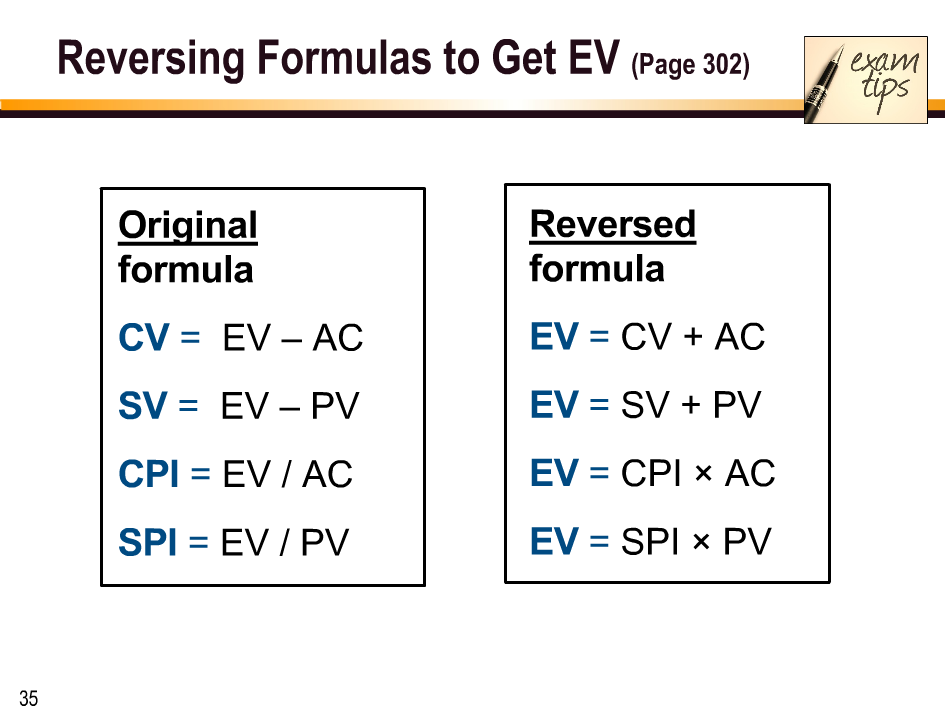 Reversing Formulas to Get EV (Page 302)
exam
tips
Original
formula
CV = EV – AC
SV = EV – PV
CPI = EV / AC
SPI = EV / PV
Reversed
formula
EV = CV + AC
EV = SV + PV
EV = CPI × AC
EV = SPI × PV
35